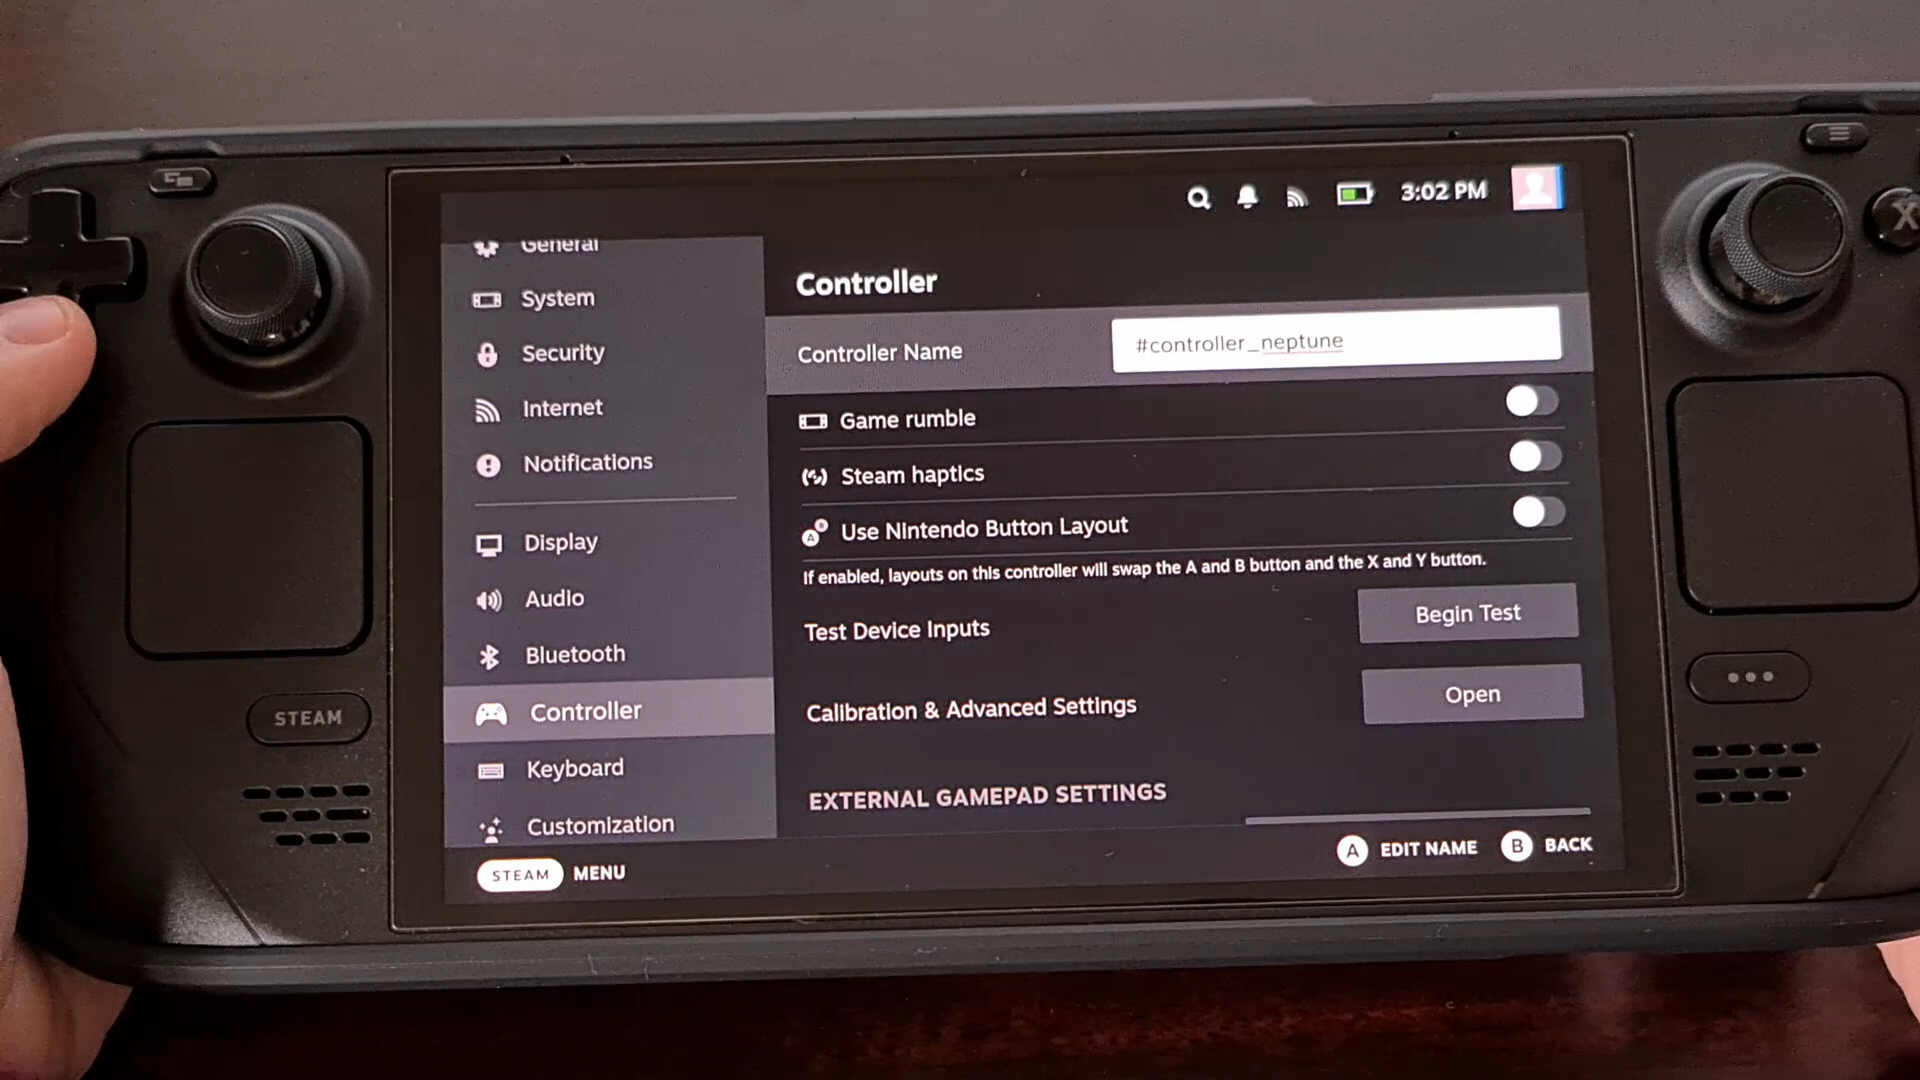 3:02 PM
General
System
Security
Internet
Notifications
Display
Audio
Bluetooth
Controller
Keyboard
Customization
Controller
Controller Name
#controller_neptune
Game rumble
Steam haptics
Use Nintendo Button Layout
If enabled, layouts on this controller will swap the A and B button and the X and Y button.
Test Device Inputs
Begin Test
Calibration & Advanced Settings
Open
EXTERNAL GAMEPAD SETTINGS
STEAM MENU
A EDIT NAME B BACK
STEAM
X